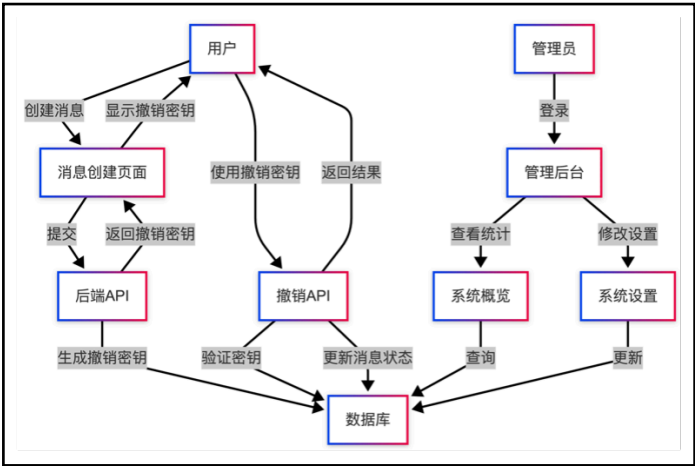 用户
管理员
创建消息
显示撤销密钥
登录
消息创建页面
使用撤销密钥
返回结果
管理后台
提交
返回撤销密钥
查看统计
修改设置
后端API
撤销API
系统概览
系统设置
生成撤销密钥
验证密钥
更新消息状态
查询
更新
数据库